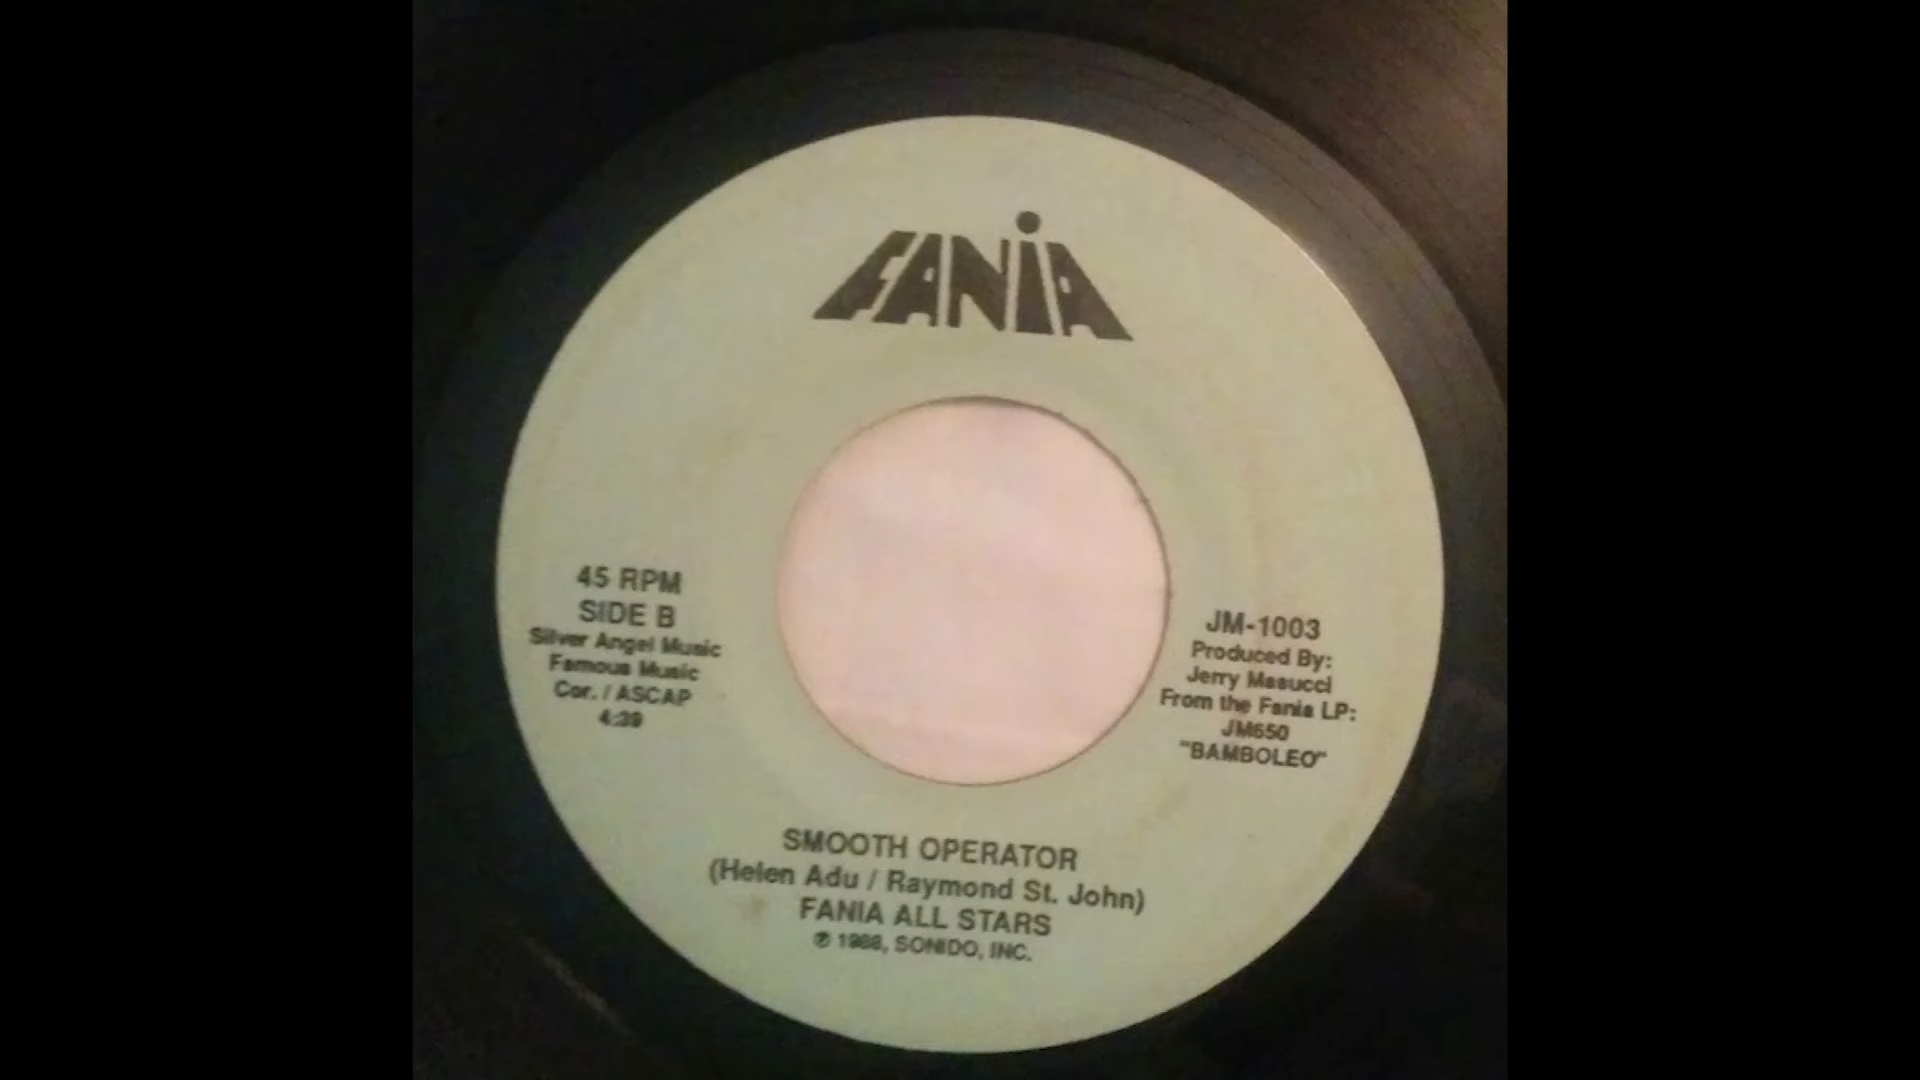 FANiA
45 RPM
SIDE B
Silver Angel Music
Famous Music
Cor. / ASCAP
4:39
JM-1003
Produced By:
Jerry Masucci
From the Fania LP:
JM650
"BAMBOLEO"
SMOOTH OPERATOR
(Helen Adu / Raymond St. John)
FANIA ALL STARS
℗ 1988, SONIDO, INC.